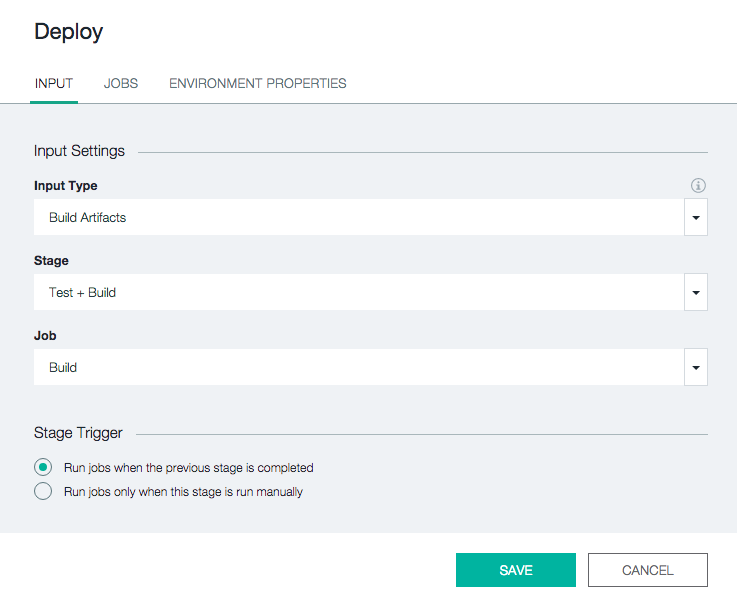 Deploy
INPUT JOBS ENVIRONMENT PROPERTIES
Input Settings
Input Type
Build Artifacts
Stage
Test + Build
Job
Build
Stage Trigger
Run jobs when the previous stage is completed
Run jobs only when this stage is run manually
SAVE CANCEL